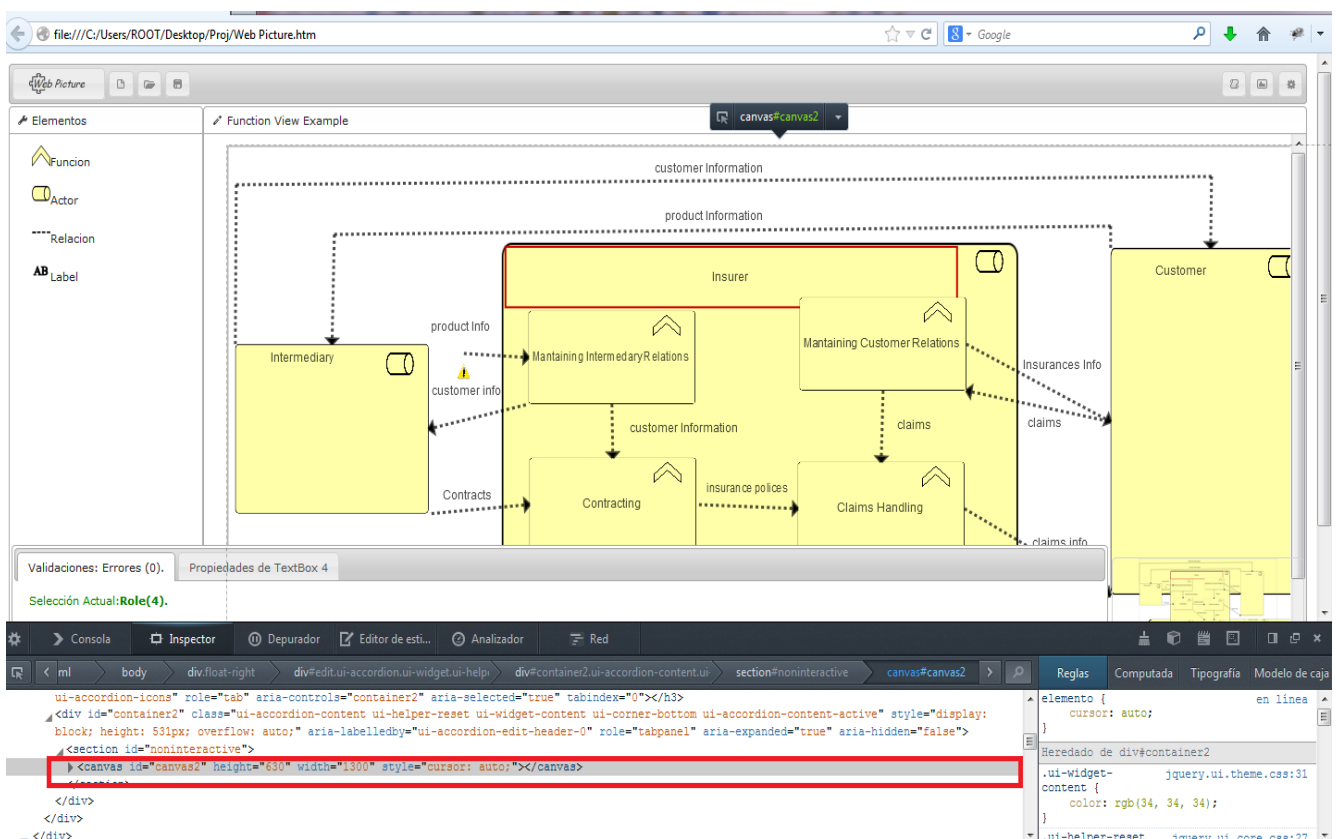 file:///C:/Users/ROOT/Desktop/Proj/Web Picture.htm
8 Google
Web Picture
Elementos
Function View Example
canvas#canvas2
Funcion
Actor
Relacion
AB Label
customer Information
product Information
Insurer
Customer
product Info
Intermediary
Mantaining IntermedaryRelations
Mantaining Customer Relations
Insurances Info
customer info
customer Information
claims
claims
Contracts
Contracting
insurance polices
Claims Handling
claims info
Validaciones: Errores (0).
Propiedades de TextBox 4
Selección Actual:Role(4).
Consola
Inspector
Depurador
Editor de esti...
Analizador
Red
ml
body
div.float-right
div#edit.ui-accordion.ui-widget.ui-helpe
div#container2.ui-accordion-content.ui-
section#noninteractive
canvas#canvas2
Reglas
Computada
Tipografía
Modelo de caja
ui-accordion-icons" role="tab" aria-controls="container2" aria-selected="true" tabindex="0"></h3>
<div id="container2" class="ui-accordion-content ui-helper-reset ui-widget-content ui-corner-bottom ui-accordion-content-active" style="display:
block; height: 531px; overflow: auto;" aria-labelledby="ui-accordion-edit-header-0" role="tabpanel" aria-expanded="true" aria-hidden="false">
<section id="noninteractive">
<canvas id="canvas2" height="630" width="1300" style="cursor: auto;"></canvas>
</section>
</div>
</div>
</div>
elemento {
en línea
cursor: auto;
}
Heredado de div#container2
.ui-widget-
jquery.ui.theme.css:31
content {
color: rgb(34, 34, 34);
}
.ui-helper-reset
jquery.ui.core.css:27